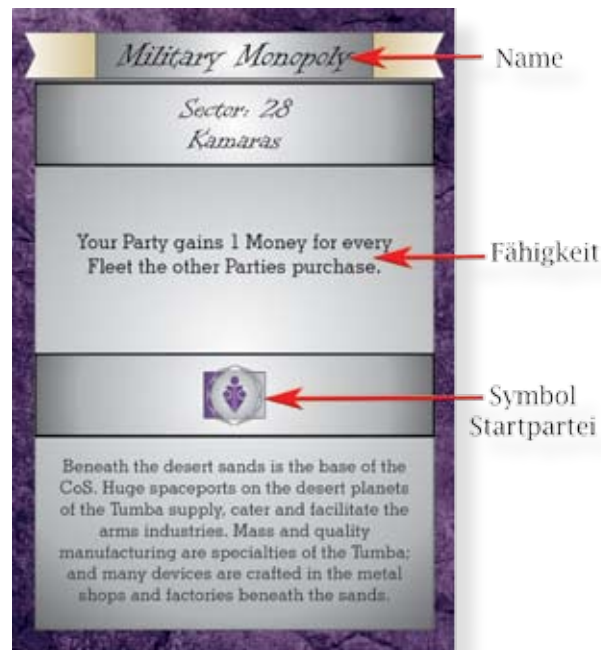 Military Monopoly
Name
Sector: 28
Kamaras
Your Party gains 1 Money for every
Fleet the other Parties purchase.
Fähigkeit
Symbol
Startpartei
Beneath the desert sands is the base of the
CoS. Huge spaceports on the desert planets
of the Tumba supply, cater and facilitate the
arms industries. Mass and quality
manufacturing are specialties of the Tumba;
and many devices are crafted in the metal
shops and factories beneath the sands.